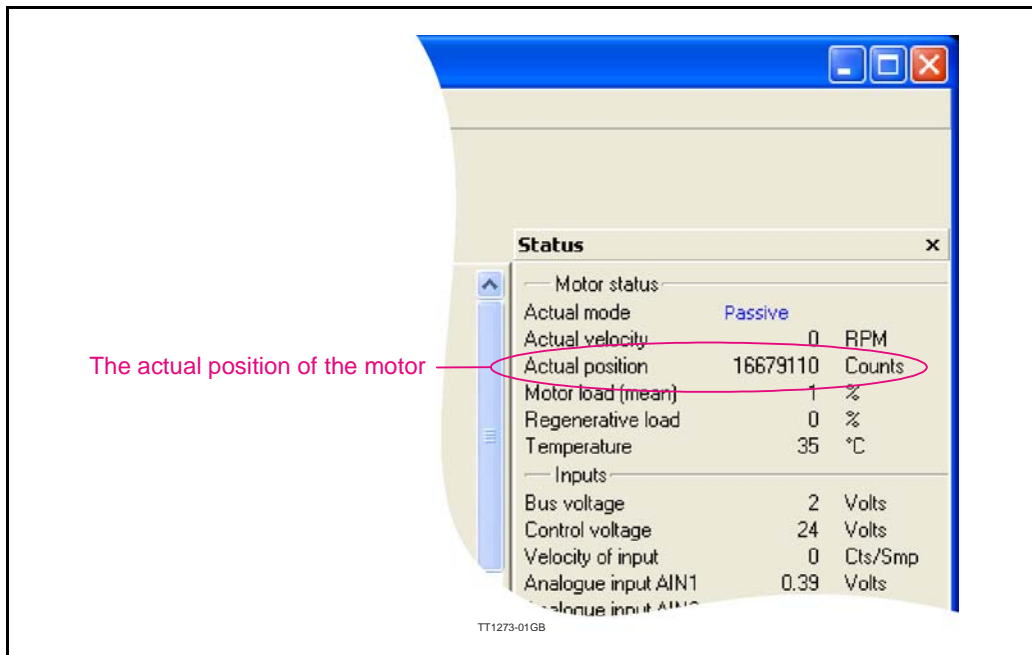 Status
Motor status
Actual mode Passive
Actual velocity 0 RPM
The actual position of the motor
Actual position 16679110 Counts
Motor load (mean) 1 %
Regenerative load 0 %
Temperature 35 °C
Inputs
Bus voltage 2 Volts
Control voltage 24 Volts
Velocity of input 0 Cts/Smp
Analogue input AIN1 0.39 Volts
input
TT1273-01GB